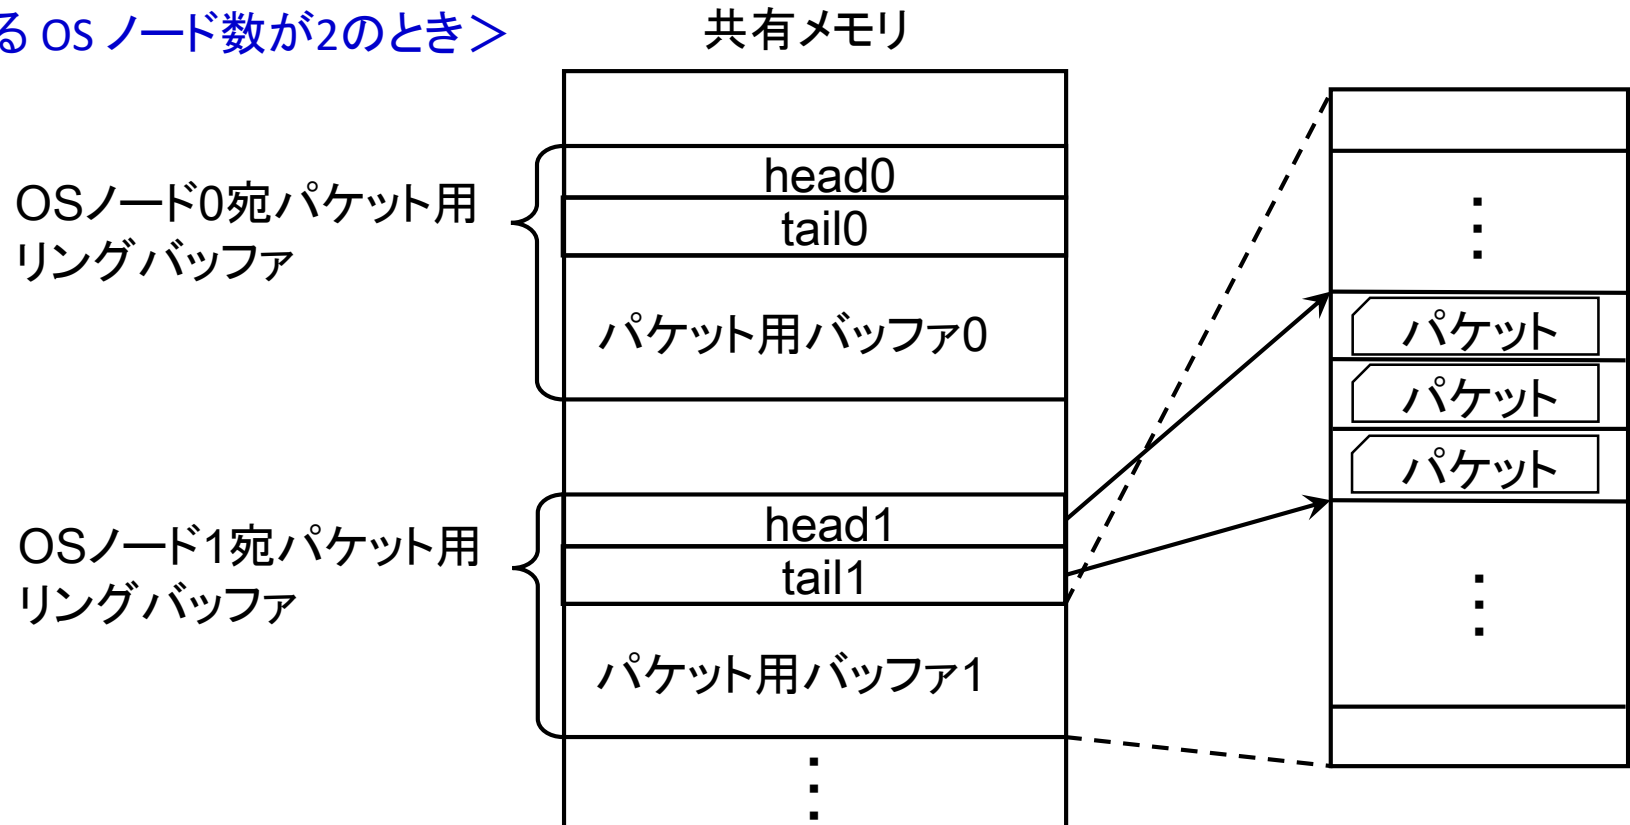 る OS ノード数が2のとき＞
共有メモリ
OSノード0宛パケット用
リングバッファ
head0
tail0
パケット用バッファ0
OSノード1宛パケット用
リングバッファ
head1
tail1
パケット用バッファ1
パケット
パケット
パケット